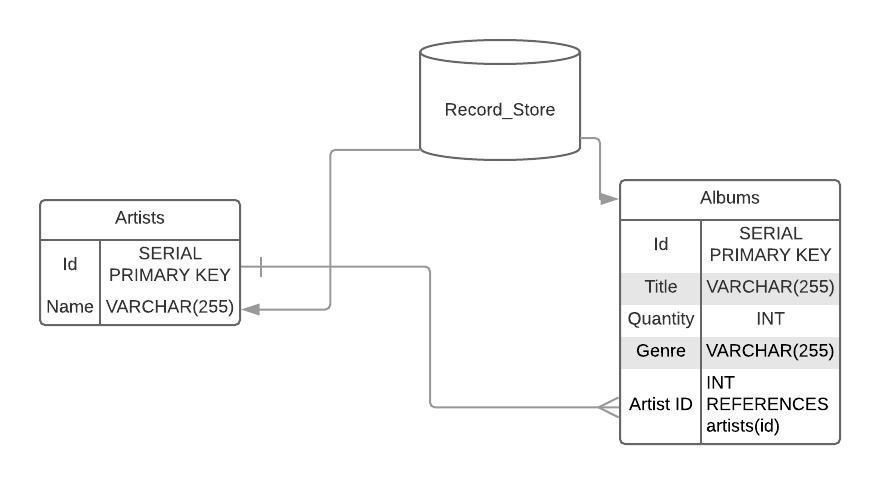 Record_Store
Artists
Id
SERIAL
PRIMARY KEY
Name
VARCHAR(255)
Albums
Id
SERIAL
PRIMARY KEY
Title
VARCHAR(255)
Quantity
INT
Genre
VARCHAR(255)
Artist ID
INT
REFERENCES
artists(id)